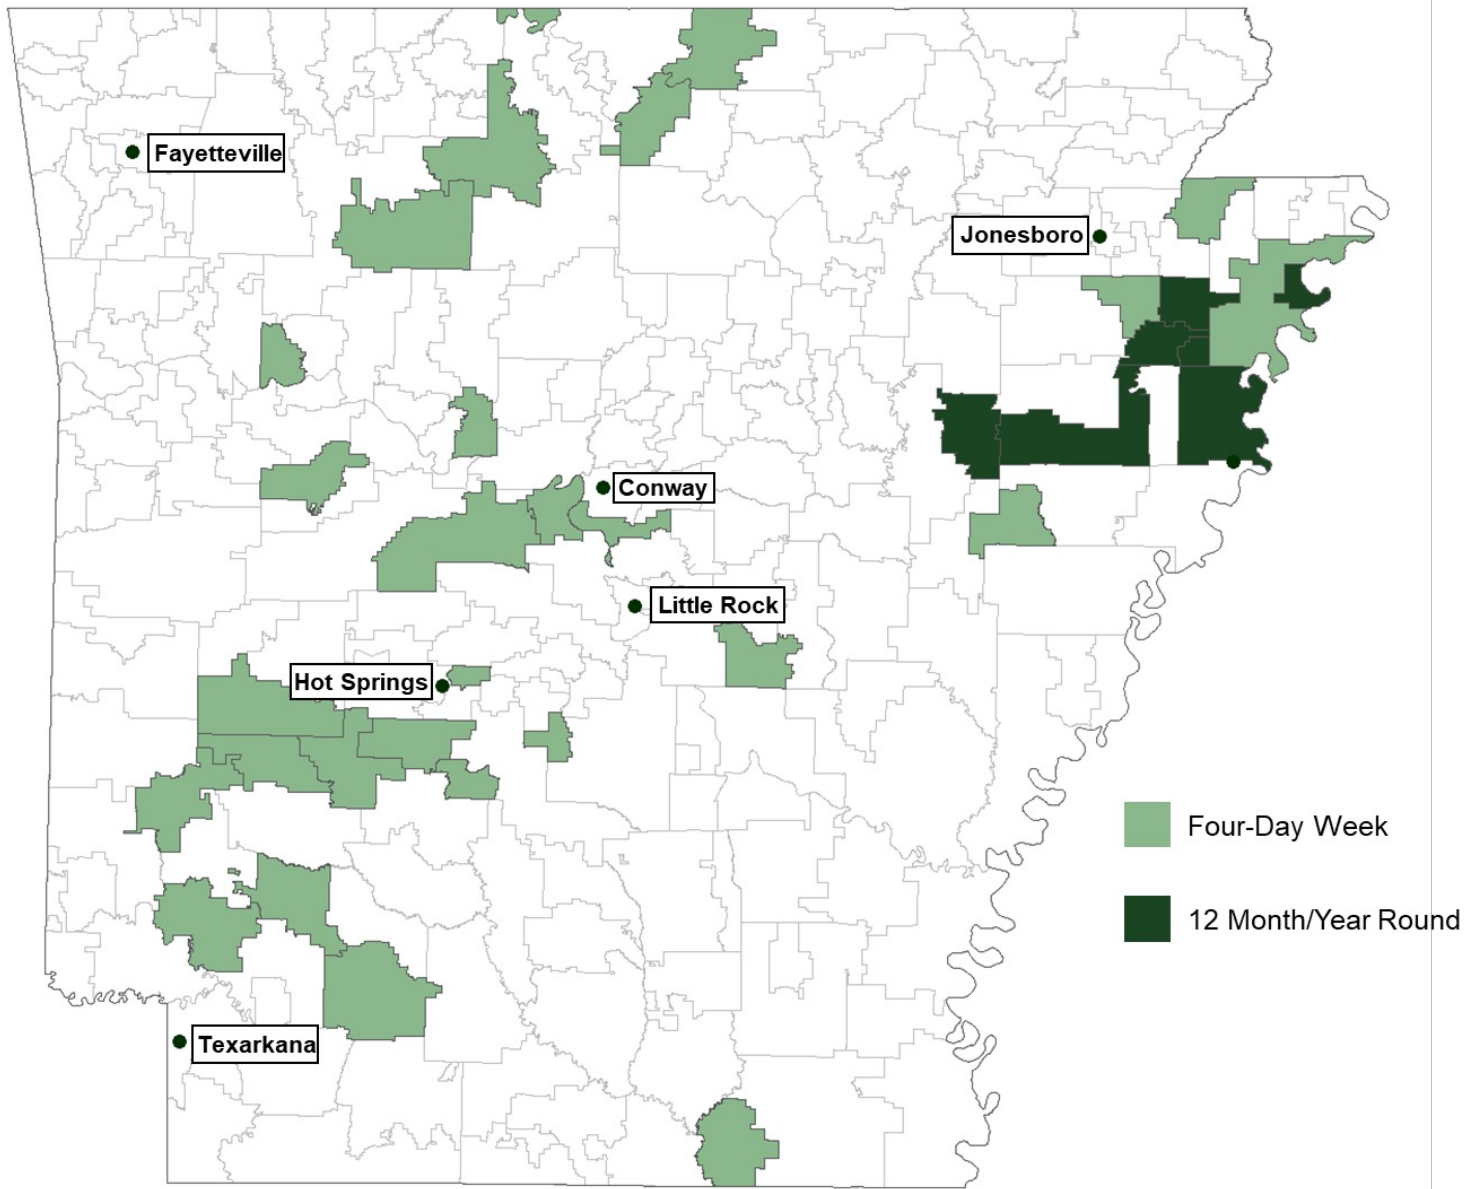 Fayetteville
Jonesboro
Conway
Little Rock
Hot Springs
Four-Day Week
12 Month/Year Round
Texarkana